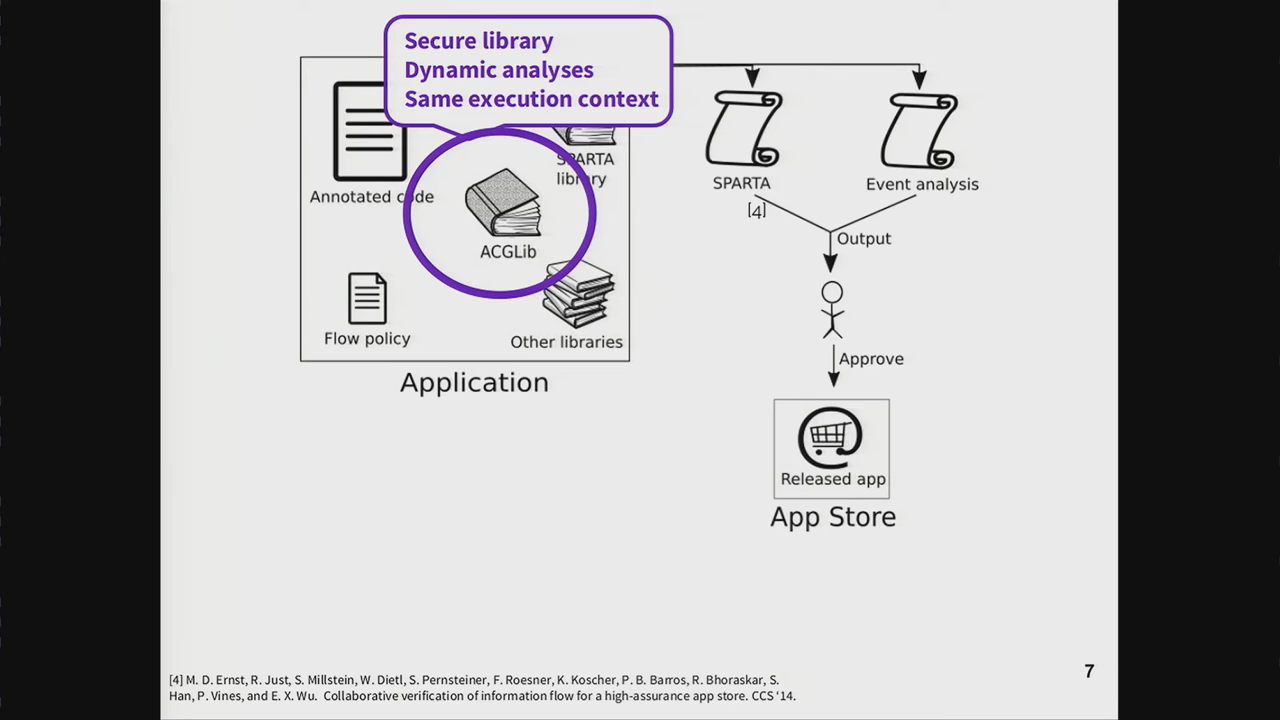 Secure library
Dynamic analyses
Same execution context
SPARTA
library
Annotated code
ACGLib
Flow policy
Other libraries
Application
SPARTA
[4]
Event analysis
Output
Approve
Released app
App Store
[4] M. D. Ernst, R. Just, S. Millstein, W. Dietl, S. Pernsteiner, F. Roesner, K. Koscher, P. B. Barros, R. Bhoraskar, S.
Han, P. Vines, and E. X. Wu. Collaborative verification of information flow for a high-assurance app store. CCS ‘14.
7